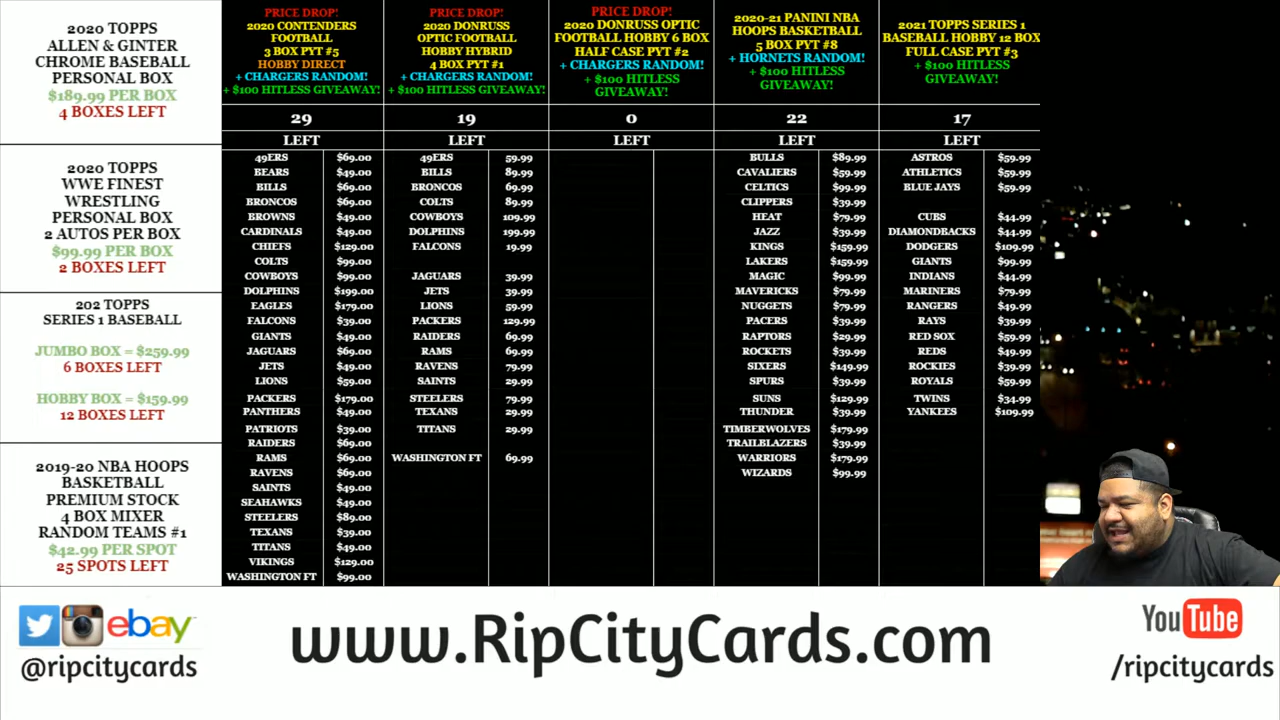 2020 TOPPS
ALLEN & GINTER
CHROME BASEBALL
PERSONAL BOX
$189.99 PER BOX
4 BOXES LEFT
2020 TOPPS
WWE FINEST
WRESTLING
PERSONAL BOX
2 AUTOS PER BOX
$99.99 PER BOX
2 BOXES LEFT
202 TOPPS
SERIES 1 BASEBALL
JUMBO BOX = $259.99
6 BOXES LEFT
HOBBY BOX = $159.99
12 BOXES LEFT
2019-20 NBA HOOPS
BASKETBALL
PREMIUM STOCK
4 BOX MIXER
RANDOM TEAMS #1
$42.99 PER SPOT
25 SPOTS LEFT
PRICE DROP!
2020 CONTENDERS
FOOTBALL
3 BOX PYT #5
HOBBY DIRECT
+ CHARGERS RANDOM!
+ $100 HITLESS GIVEAWAY!
29
LEFT
49ERS $69.00
BEARS $49.00
BILLS $69.00
BRONCOS $69.00
BROWNS $49.00
CARDINALS $49.00
CHIEFS $129.00
COLTS $99.00
COWBOYS $99.00
DOLPHINS $199.00
EAGLES $179.00
FALCONS $39.00
GIANTS $49.00
JAGUARS $69.00
JETS $49.00
LIONS $59.00
PACKERS $179.00
PANTHERS $49.00
PATRIOTS $39.00
RAIDERS $69.00
RAMS $69.00
RAVENS $69.00
SAINTS $49.00
SEAHAWKS $49.00
STEELERS $89.00
TEXANS $39.00
TITANS $49.00
VIKINGS $129.00
WASHINGTON FT $99.00
PRICE DROP!
2020 DONRUSS
OPTIC FOOTBALL
HOBBY HYBRID
4 BOX PYT #1
+ CHARGERS RANDOM!
+ $100 HITLESS GIVEAWAY!
19
LEFT
49ERS 59.99
BILLS 89.99
BRONCOS 69.99
COLTS 89.99
COWBOYS 109.99
DOLPHINS 199.99
FALCONS 19.99
JAGUARS 39.99
JETS 39.99
LIONS 59.99
PACKERS 129.99
RAIDERS 69.99
RAMS 69.99
RAVENS 79.99
SAINTS 29.99
STEELERS 79.99
TEXANS 29.99
TITANS 29.99
WASHINGTON FT 69.99
PRICE DROP!
2020 DONRUSS OPTIC
FOOTBALL HOBBY 6 BOX
HALF CASE PYT #2
+ CHARGERS RANDOM!
+ $100 HITLESS
GIVEAWAY!
0
LEFT
2020-21 PANINI NBA
HOOPS BASKETBALL
5 BOX PYT #8
+ HORNETS RANDOM!
+ $100 HITLESS
GIVEAWAY!
22
LEFT
BULLS $89.99
CAVALIERS $59.99
CELTICS $99.99
CLIPPERS $39.99
HEAT $79.99
JAZZ $39.99
KINGS $159.99
LAKERS $159.99
MAGIC $99.99
MAVERICKS $79.99
NUGGETS $79.99
PACERS $39.99
RAPTORS $29.99
ROCKETS $39.99
SIXERS $149.99
SPURS $39.99
SUNS $129.99
THUNDER $39.99
TIMBERWOLVES $179.99
TRAILBLAZERS $39.99
WARRIORS $179.99
WIZARDS $99.99
2021 TOPPS SERIES 1
BASEBALL HOBBY 12 BOX
FULL CASE PYT #3
+ $100 HITLESS
GIVEAWAY!
17
LEFT
ASTROS $59.99
ATHLETICS $59.99
BLUE JAYS $59.99
CUBS $44.99
DIAMONDBACKS $44.99
DODGERS $109.99
GIANTS $99.99
INDIANS $44.99
MARINERS $79.99
RANGERS $49.99
RAYS $39.99
RED SOX $59.99
REDS $49.99
ROCKIES $39.99
ROYALS $59.99
TWINS $34.99
YANKEES $109.99
ebay
@ripcitycards
www.RipCityCards.com
YouTube
/ripcitycards